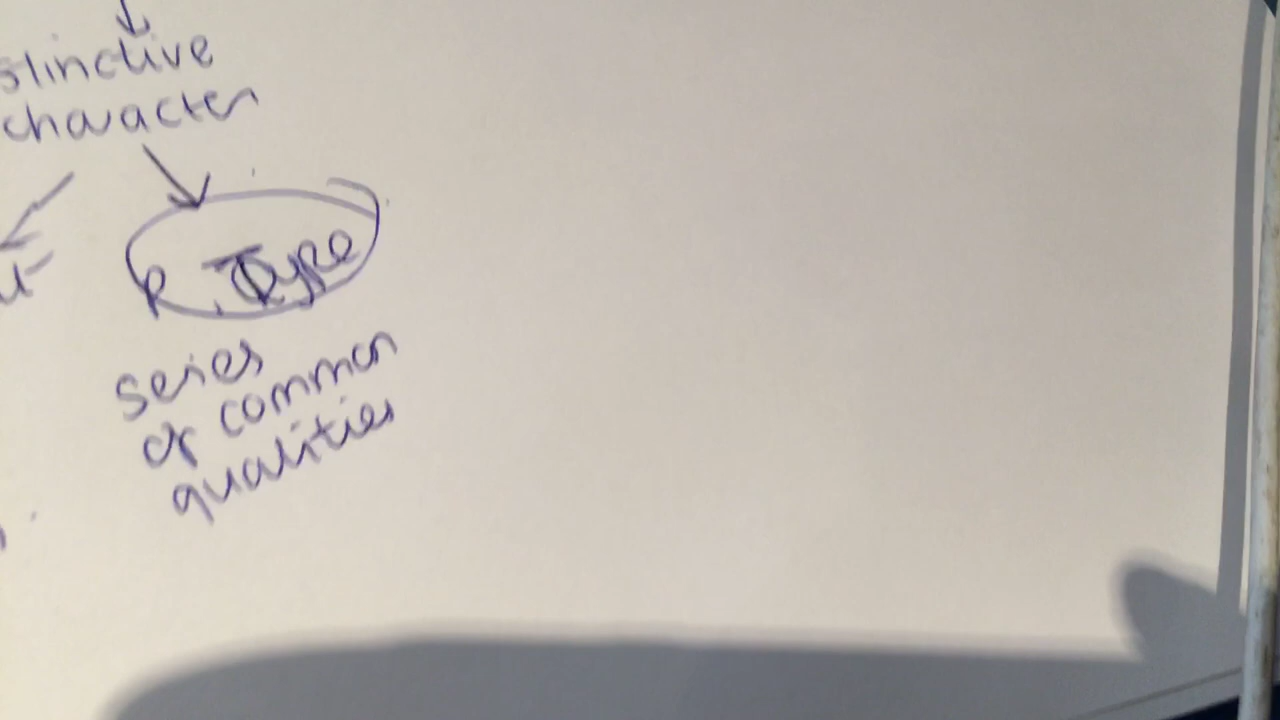 stinctive
character
R. Type
series
of common
qualities